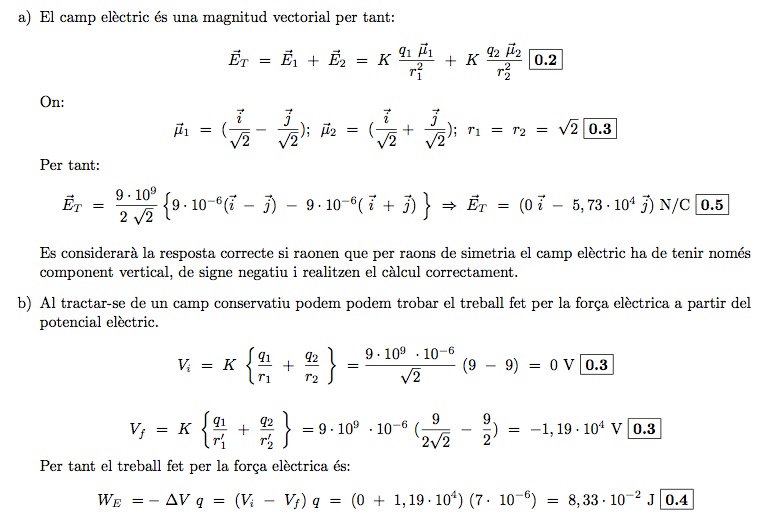 a) El camp elèctric és una magnitud vectorial per tant:
$\vec{E}_T = \vec{E}_1 + \vec{E}_2 = K \frac{q_1 \vec{\mu}_1}{r_1^2} + K \frac{q_2 \vec{\mu}_2}{r_2^2}$ 0.2
On:
$\vec{\mu}_1 = (\frac{\vec{i}}{\sqrt{2}} - \frac{\vec{j}}{\sqrt{2}}); \vec{\mu}_2 = (\frac{\vec{i}}{\sqrt{2}} + \frac{\vec{j}}{\sqrt{2}}); r_1 = r_2 = \sqrt{2}$ 0.3
Per tant:
$\vec{E}_T = \frac{9 \cdot 10^9}{2\sqrt{2}} \{9 \cdot 10^{-6}(\vec{i} - \vec{j}) - 9 \cdot 10^{-6}(\vec{i} + \vec{j})\} \Rightarrow \vec{E}_T = (0\,\vec{i} - 5,73 \cdot 10^4\,\vec{j})$ N/C 0.5
Es considerarà la resposta correcte si raonen que per raons de simetria el camp elèctric ha de tenir només
component vertical, de signe negatiu i realitzen el càlcul correctament.
b) Al tractar-se de un camp conservatiu podem podem trobar el treball fet per la força elèctrica a partir del
potencial elèctric.
$V_i = K \{\frac{q_1}{r_1} + \frac{q_2}{r_2}\} = \frac{9 \cdot 10^9 \cdot 10^{-6}}{\sqrt{2}} (9 - 9) = 0$ V 0.3
$V_f = K \{\frac{q_1}{r'_1} + \frac{q_2}{r'_2}\} = 9 \cdot 10^9 \cdot 10^{-6} (\frac{9}{2\sqrt{2}} - \frac{9}{2}) = -1,19 \cdot 10^4$ V 0.3
Per tant el treball fet per la força elèctrica és:
$W_E = -\Delta V\,q = (V_i - V_f)\,q = (0 + 1,19 \cdot 10^4)\,(7 \cdot 10^{-6}) = 8,33 \cdot 10^{-2}$ J 0.4